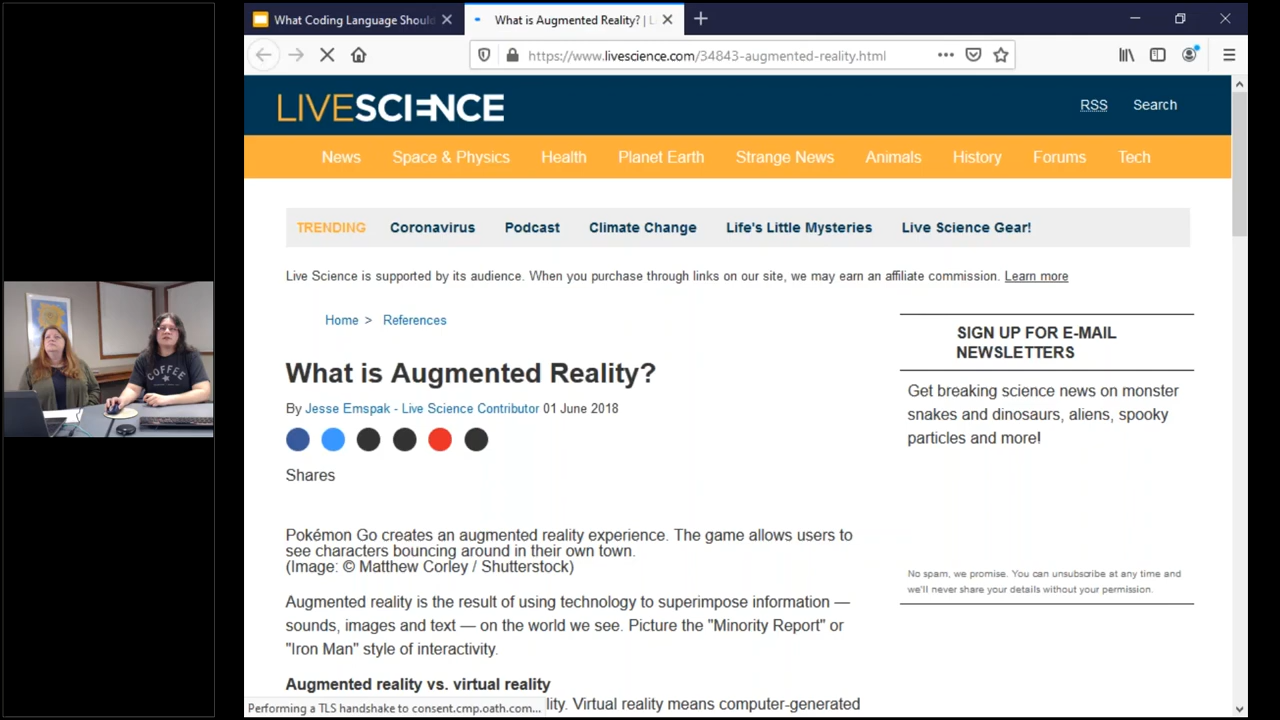 What Coding Language Shoul
What is Augmented Reality? | L
https://www.livescience.com/34843-augmented-reality.html
LIVESCIENCE
RSS
Search
News
Space & Physics
Health
Planet Earth
Strange News
Animals
History
Forums
Tech
TRENDING
Coronavirus
Podcast
Climate Change
Life's Little Mysteries
Live Science Gear!
Live Science is supported by its audience. When you purchase through links on our site, we may earn an affiliate commission. Learn more
Home > References
What is Augmented Reality?
By Jesse Emspak - Live Science Contributor 01 June 2018
Shares
Pokémon Go creates an augmented reality experience. The game allows users to
see characters bouncing around in their own town.
(Image: © Matthew Corley / Shutterstock)
Augmented reality is the result of using technology to superimpose information —
sounds, images and text — on the world we see. Picture the "Minority Report" or
"Iron Man" style of interactivity.
Augmented reality vs. virtual reality
lity. Virtual reality means computer-generated
SIGN UP FOR E-MAIL
NEWSLETTERS
Get breaking science news on monster
snakes and dinosaurs, aliens, spooky
particles and more!
No spam, we promise. You can unsubscribe at any time and
we'll never share your details without your permission.
Performing a TLS handshake to consent.cmp.oath.com...
COFFEE